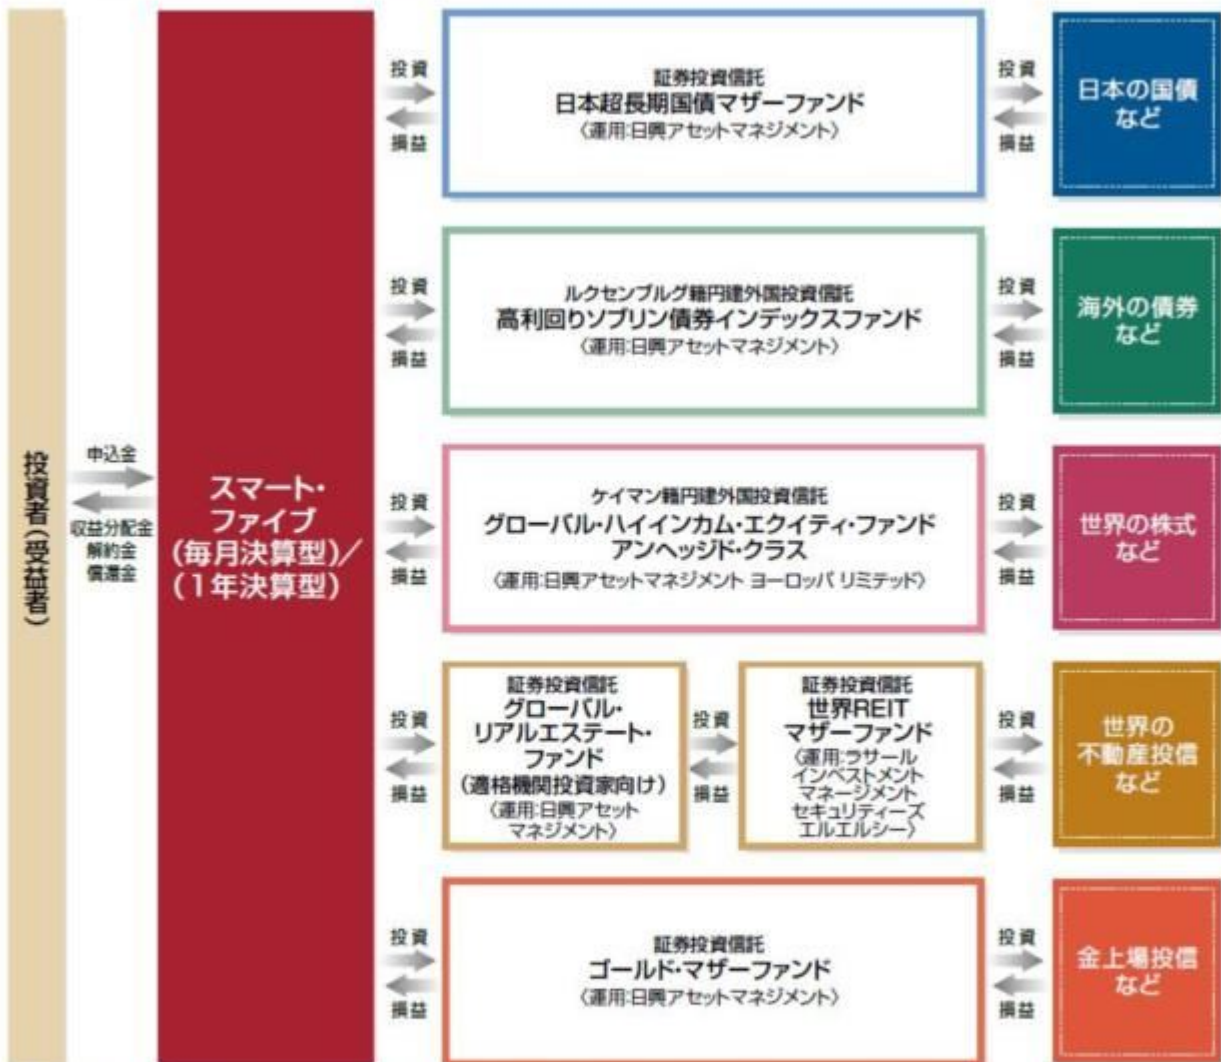 投資者(受益者)
申込金
収益分配金
解約金
償還金
スマート・
ファイブ
(毎月決算型)/
(1年決算型)
投資
損益
証券投資信託
日本超長期国債マザーファンド
〈運用:日興アセットマネジメント〉
投資
損益
日本の国債
など
投資
損益
ルクセンブルグ籍円建外国投資信託
高利回りソブリン債券インデックスファンド
〈運用:日興アセットマネジメント〉
投資
損益
海外の債券
など
投資
損益
ケイマン籍円建外国投資信託
グローバル・ハイインカム・エクイティ・ファンド
アンヘッジド・クラス
〈運用:日興アセットマネジメント ヨーロッパ リミテッド〉
投資
損益
世界の株式
など
投資
損益
証券投資信託
グローバル・
リアルエステート・
ファンド
(適格機関投資家向け)
〈運用:日興アセット
マネジメント〉
投資
損益
証券投資信託
世界REIT
マザーファンド
〈運用:ラサール
インベストメント
マネージメント
セキュリティーズ
エルエルシー〉
投資
損益
世界の
不動産投信
など
投資
損益
証券投資信託
ゴールド・マザーファンド
〈運用:日興アセットマネジメント〉
投資
損益
金上場投信
など